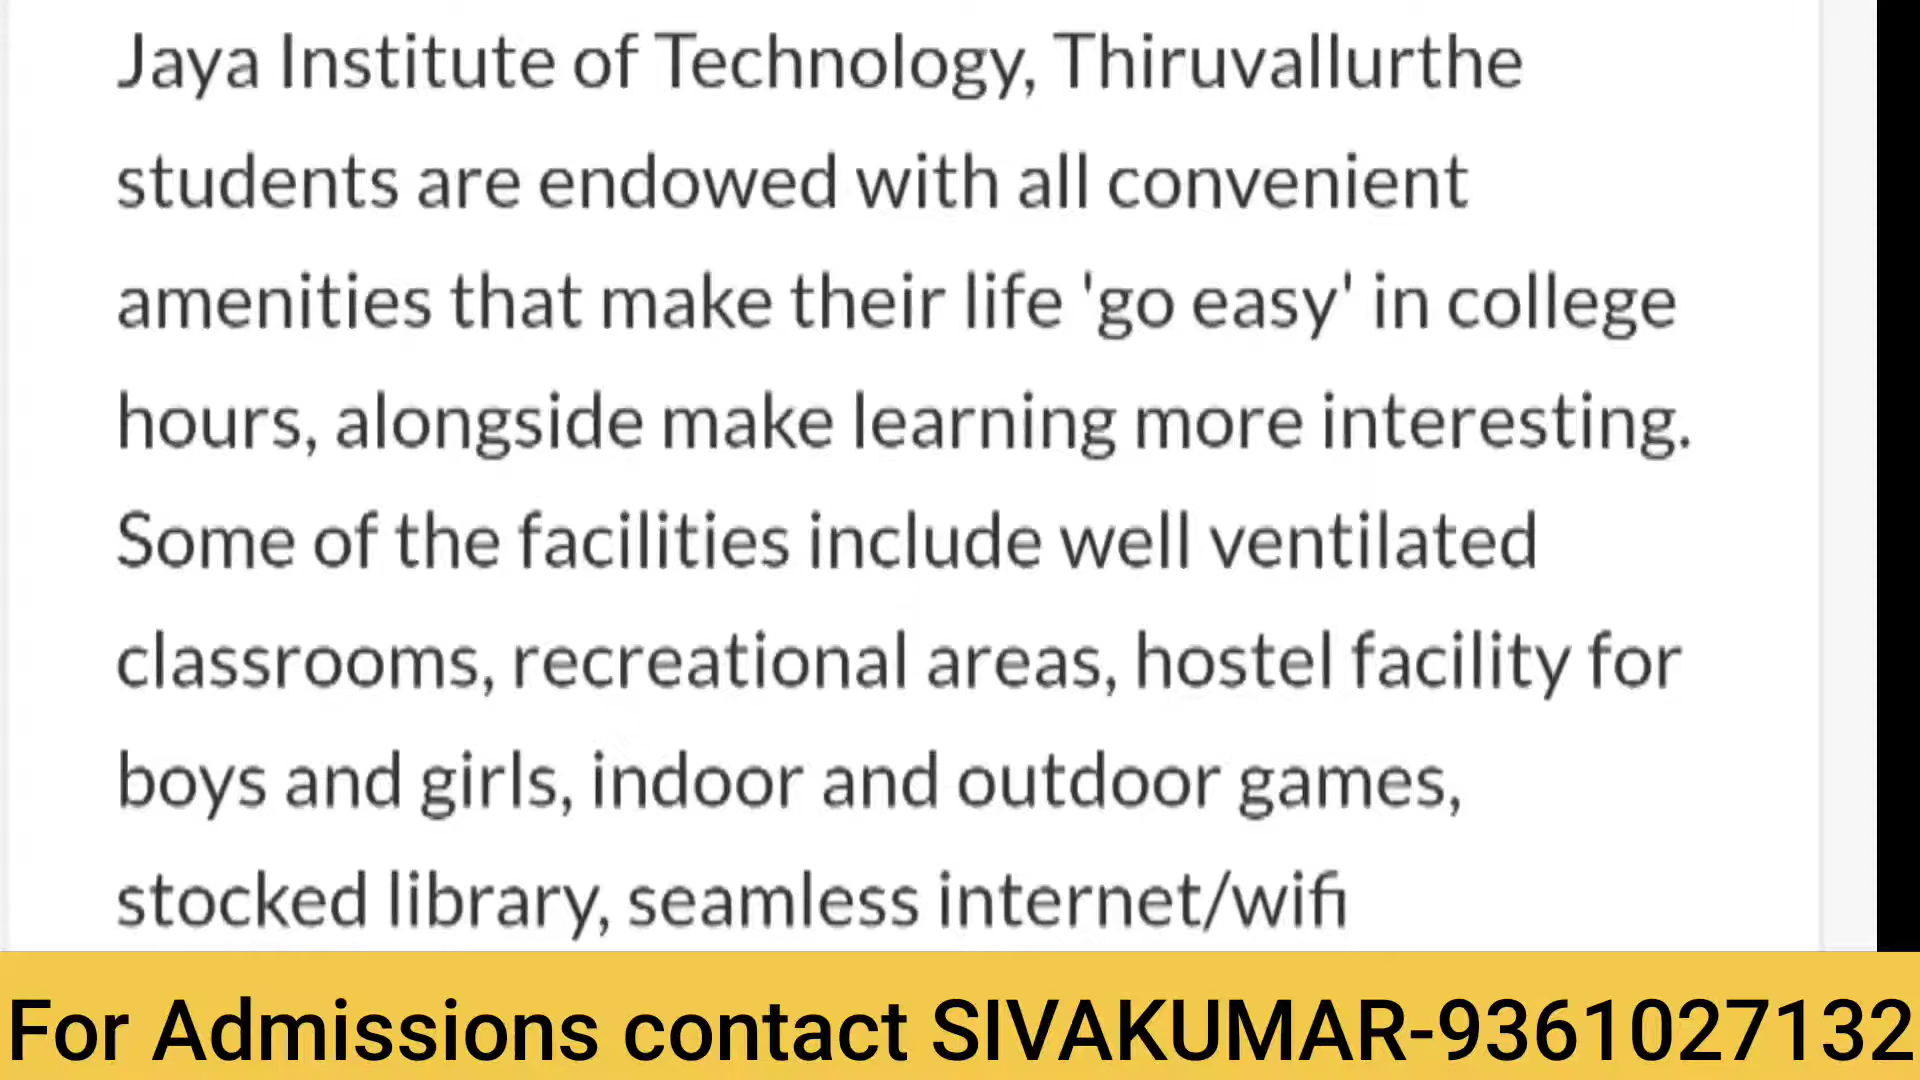 Jaya Institute of Technology, Thiruvallurthe
students are endowed with all convenient
amenities that make their life 'go easy' in college
hours, alongside make learning more interesting.
Some of the facilities include well ventilated
classrooms, recreational areas, hostel facility for
boys and girls, indoor and outdoor games,
stocked library, seamless internet/wifi
For Admissions contact SIVAKUMAR-9361027132